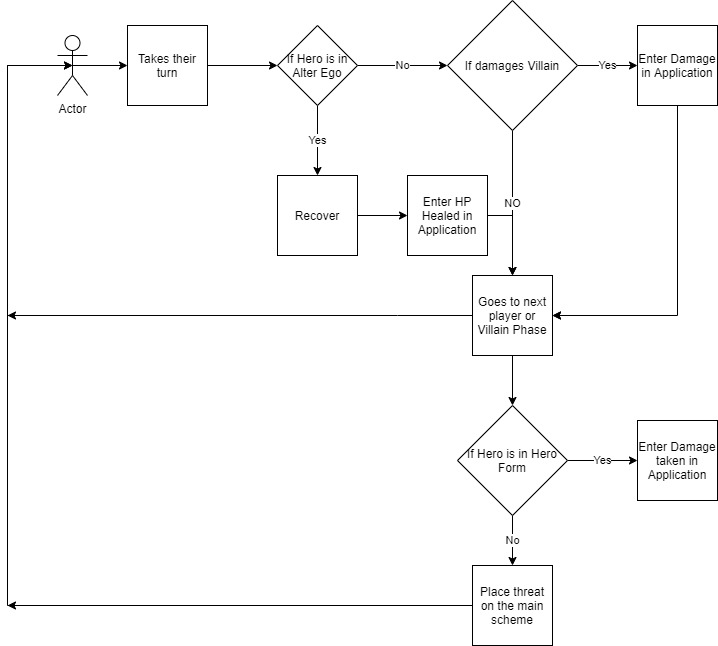 Takes their
turn
If Hero is in
Alter Ego
No
If damages Villain
Yes
Enter Damage
in Application
Actor
Yes
Recover
Enter HP
Healed in
Application
NO
Goes to next
player or
Villain Phase
If Hero is in Hero
Form
Yes
Enter Damage
taken in
Application
No
Place threat
on the main
scheme